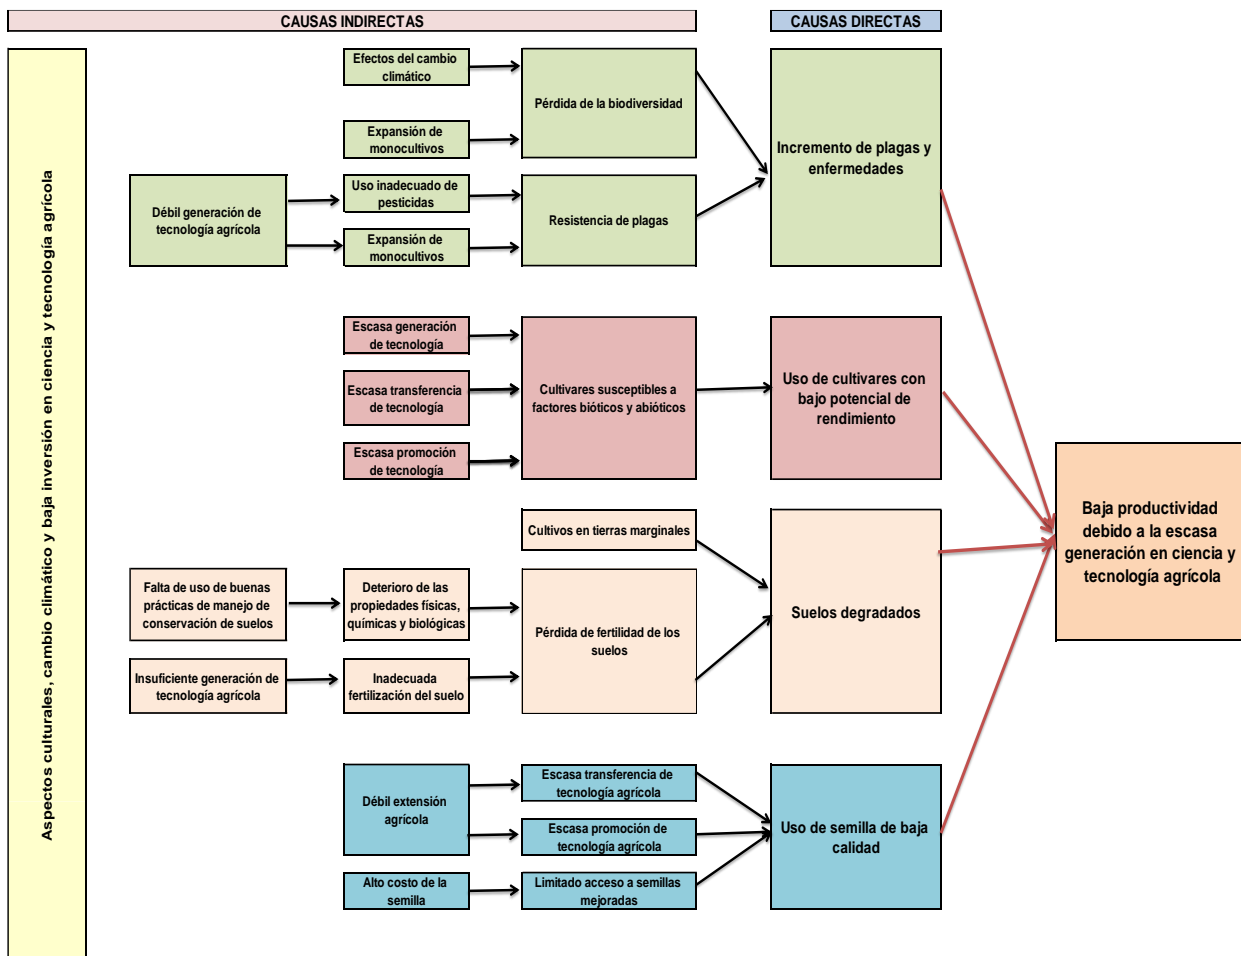 CAUSAS INDIRECTAS
CAUSAS DIRECTAS
Aspectos culturales, cambio climático y baja inversión en ciencia y tecnología agrícola
Efectos del cambio
climático
Pérdida de la biodiversidad
Expansión de
monocultivos
Incremento de plagas y
enfermedades
Débil generación de
tecnología agrícola
Uso inadecuado de
pesticidas
Resistencia de plagas
Expansión de
monocultivos
Escasa generación
de tecnología
Escasa transferencia
de tecnología
Escasa promoción
de tecnología
Cultivares susceptibles a
factores bióticos y abióticos
Uso de cultivares con
bajo potencial de
rendimiento
Baja productividad
debido a la escasa
generación en ciencia y
tecnología agrícola
Cultivos en tierras marginales
Falta de uso de buenas
prácticas de manejo de
conservación de suelos
Deterioro de las
propiedades físicas,
químicas y biológicas
Pérdida de fertilidad de los
suelos
Suelos degradados
Insuficiente generación de
tecnología agrícola
Inadecuada
fertilización del suelo
Débil extensión
agrícola
Escasa transferencia de
tecnología agrícola
Escasa promoción de
tecnología agrícola
Uso de semilla de baja
calidad
Alto costo de la
semilla
Limitado acceso a semillas
mejoradas